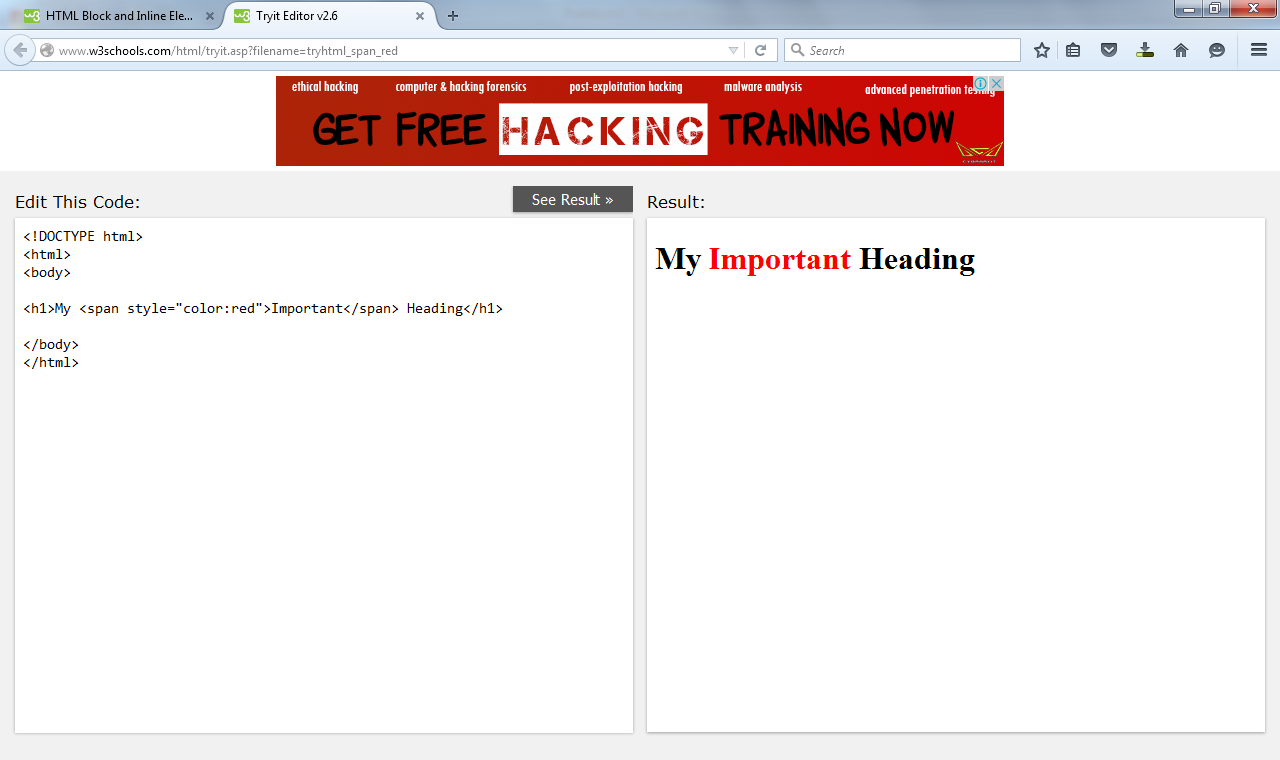 HTML Block and Inline Ele...
Tryit Editor v2.6
www.w3schools.com/html/tryit.asp?filename=tryhtml_span_red
Search
ethical hacking computer & hacking forensics post-exploitation hacking malware analysis advanced penetration testing
GET FREE HACKING TRAINING NOW
Edit This Code:
See Result »
Result:
<!DOCTYPE html>
<html>
<body>
<h1>My <span style="color:red">Important</span> Heading</h1>
</body>
</html>
My Important Heading